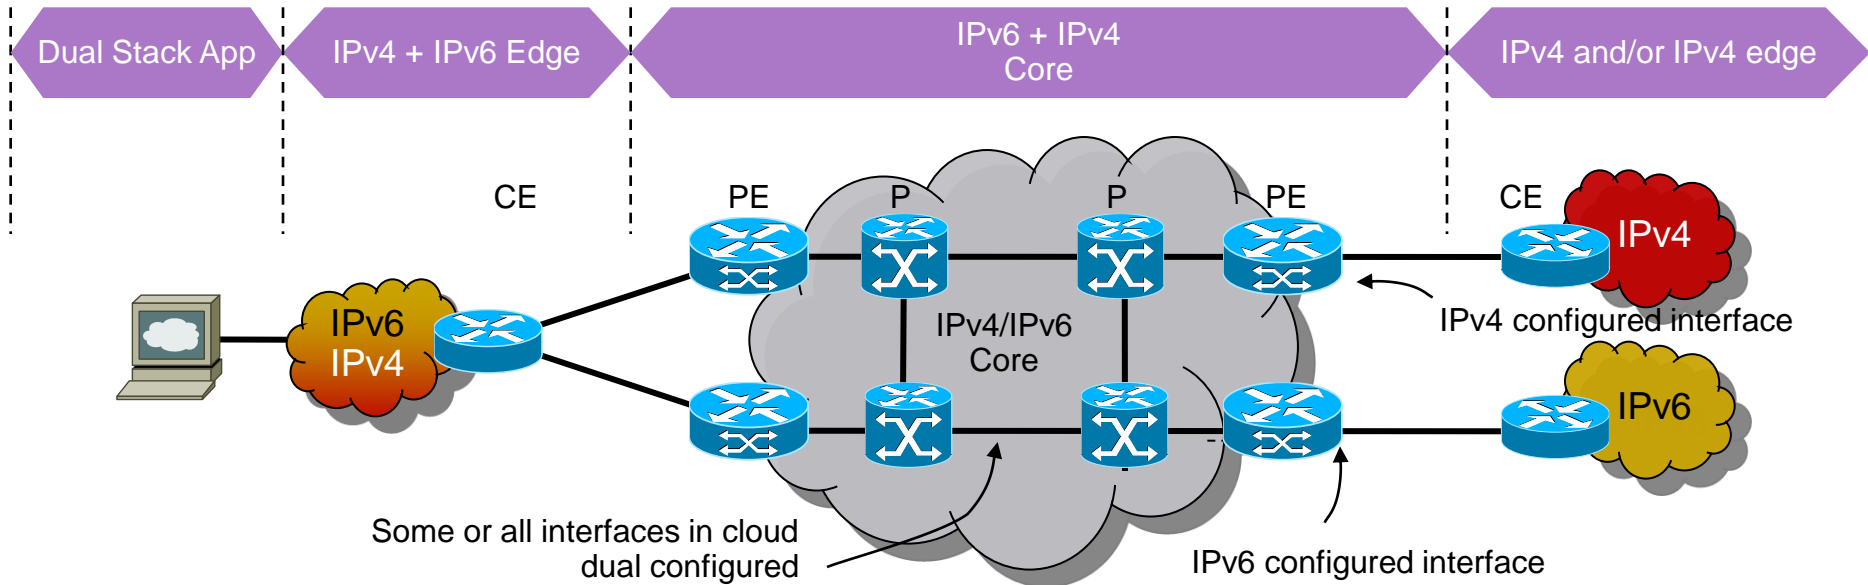 Dual Stack App
IPv4 + IPv6 Edge
IPv6 + IPv4
Core
IPv4 and/or IPv4 edge
CE
PE
P
P
PE
CE
IPv4
IPv6
IPv4
IPv4/IPv6
Core
IPv4 configured interface
IPv6
Some or all interfaces in cloud
dual configured
IPv6 configured interface